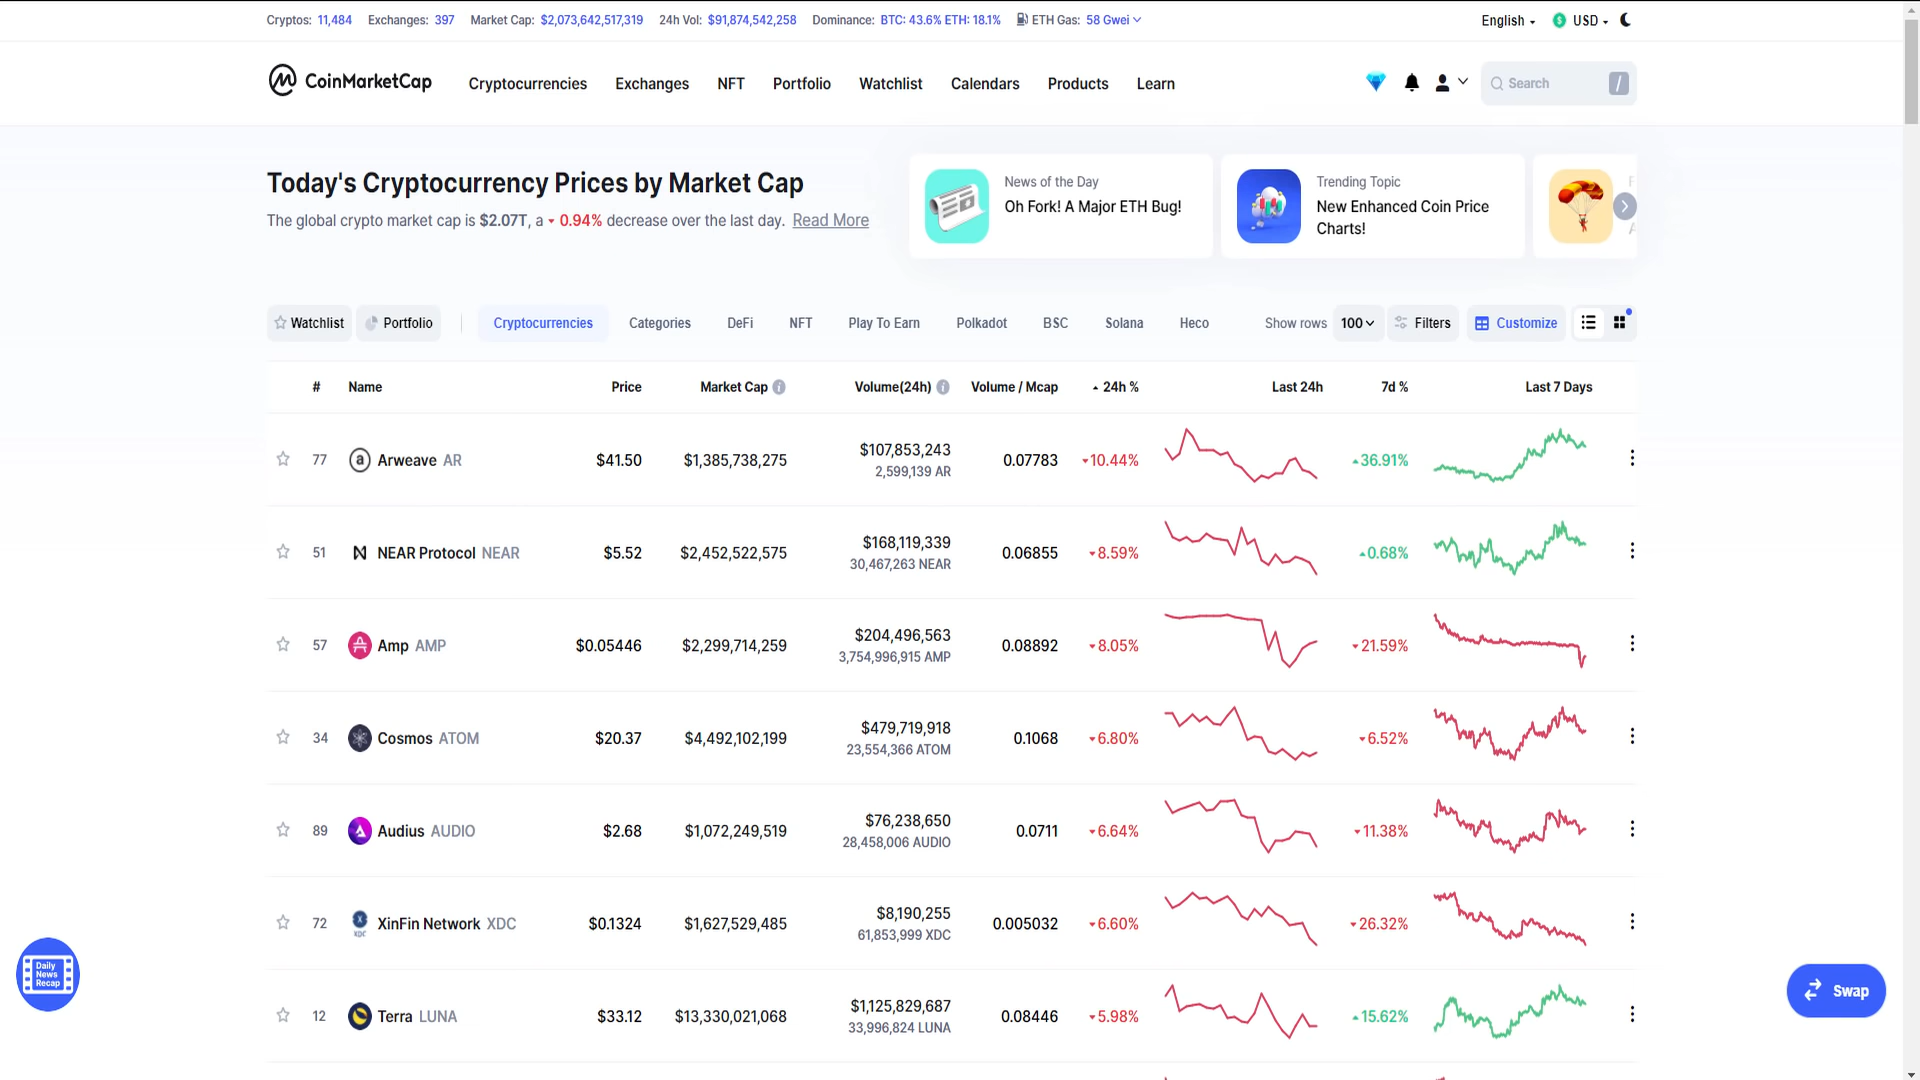 Cryptos: 11,484 Exchanges: 397 Market Cap: $2,073,642,517,319 24h Vol: $91,874,542,258 Dominance: BTC: 43.6% ETH: 18.1% ETH Gas: 58 Gwei English USD
CoinMarketCap Cryptocurrencies Exchanges NFT Portfolio Watchlist Calendars Products Learn Search /
Today's Cryptocurrency Prices by Market Cap
The global crypto market cap is $2.07T, a 0.94% decrease over the last day. Read More
News of the Day
Oh Fork! A Major ETH Bug!
Trending Topic
New Enhanced Coin Price
Charts!
Watchlist Portfolio Cryptocurrencies Categories DeFi NFT Play To Earn Polkadot BSC Solana Heco Show rows 100 Filters Customize
# Name Price Market Cap Volume(24h) Volume / Mcap 24h % Last 24h 7d % Last 7 Days
77 Arweave AR $41.50 $1,385,738,275 $107,853,243 0.07783 10.44% 36.91%
2,599,139 AR
51 NEAR Protocol NEAR $5.52 $2,452,522,575 $168,119,339 0.06855 8.59% 0.68%
30,467,263 NEAR
57 Amp AMP $0.05446 $2,299,714,259 $204,496,563 0.08892 8.05% 21.59%
3,754,996,915 AMP
34 Cosmos ATOM $20.37 $4,492,102,199 $479,719,918 0.1068 6.80% 6.52%
23,554,366 ATOM
89 Audius AUDIO $2.68 $1,072,249,519 $76,238,650 0.0711 6.64% 11.38%
28,458,006 AUDIO
72 XDC XinFin Network XDC $0.1324 $1,627,529,485 $8,190,255 0.005032 6.60% 26.32%
61,853,999 XDC
12 Terra LUNA $33.12 $13,330,021,068 $1,125,829,687 0.08446 5.98% 15.62%
33,996,824 LUNA
Daily
News
Recap
Swap